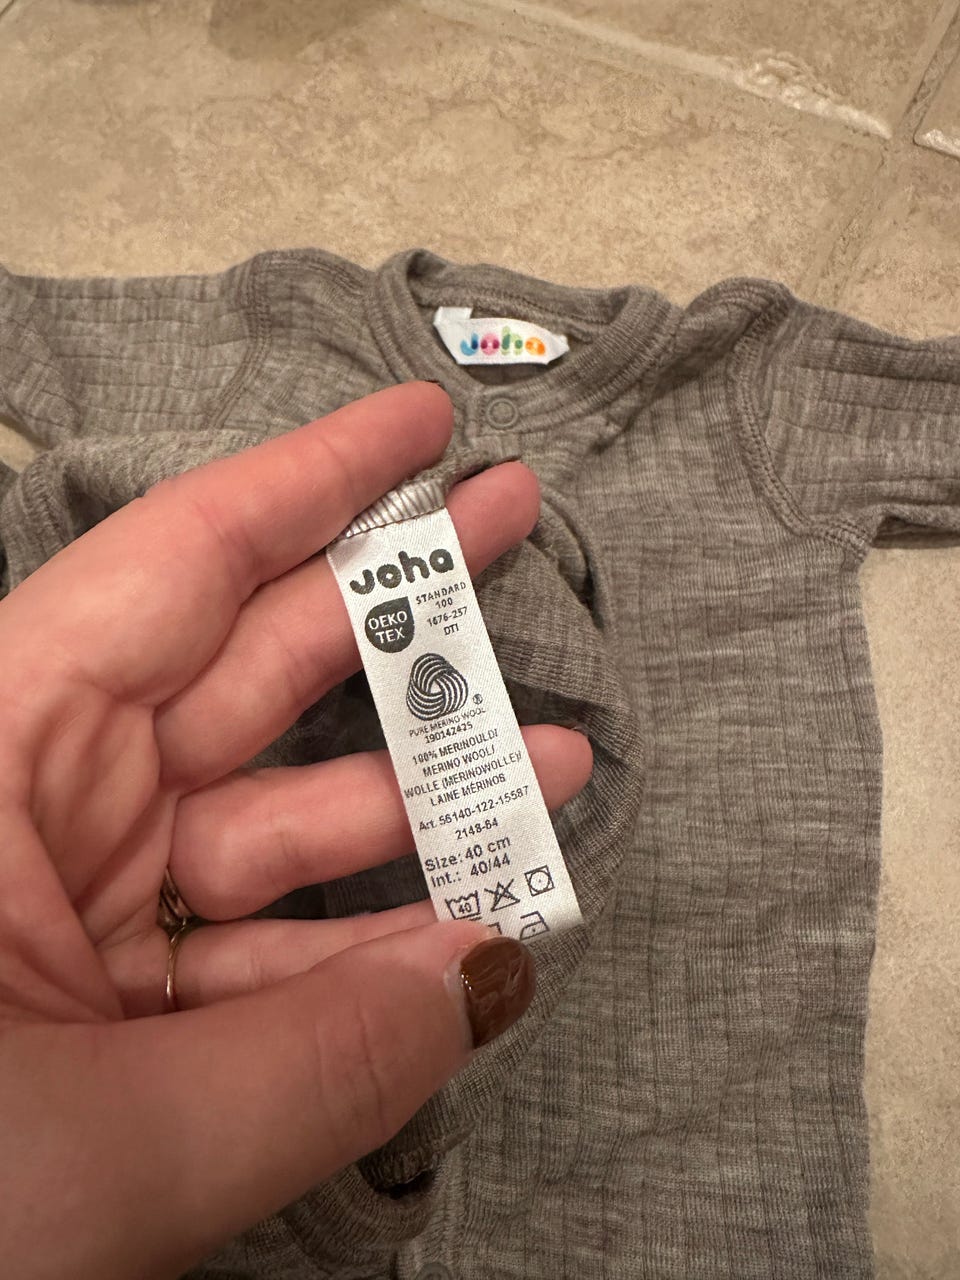 Joha
Joha
STANDARD
100
OEKO
TEX
1676-257
DTI
®
PURE MERINO WOOL
190142425
100% MERINOULD/
MERINO WOOL/
WOLLE (MERINOWOLLE)/
LAINE MÉRINOS
Art. 56140-122-15587
2148-64
Size: 40 cm
Int.: 40/44
40